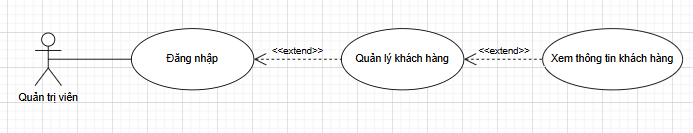 <<extend>>
<<extend>>
Đăng nhập
Quản lý khách hàng
Xem thông tin khách hàng
Quản trị viên